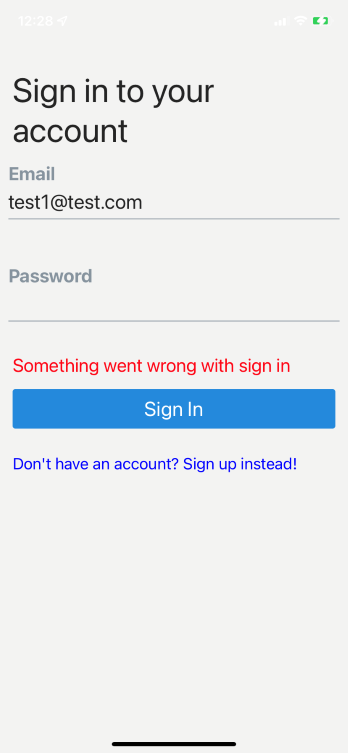 12:28
Sign in to your
account
Email
test1@test.com
Password
Something went wrong with sign in
Sign In
Don't have an account? Sign up instead!